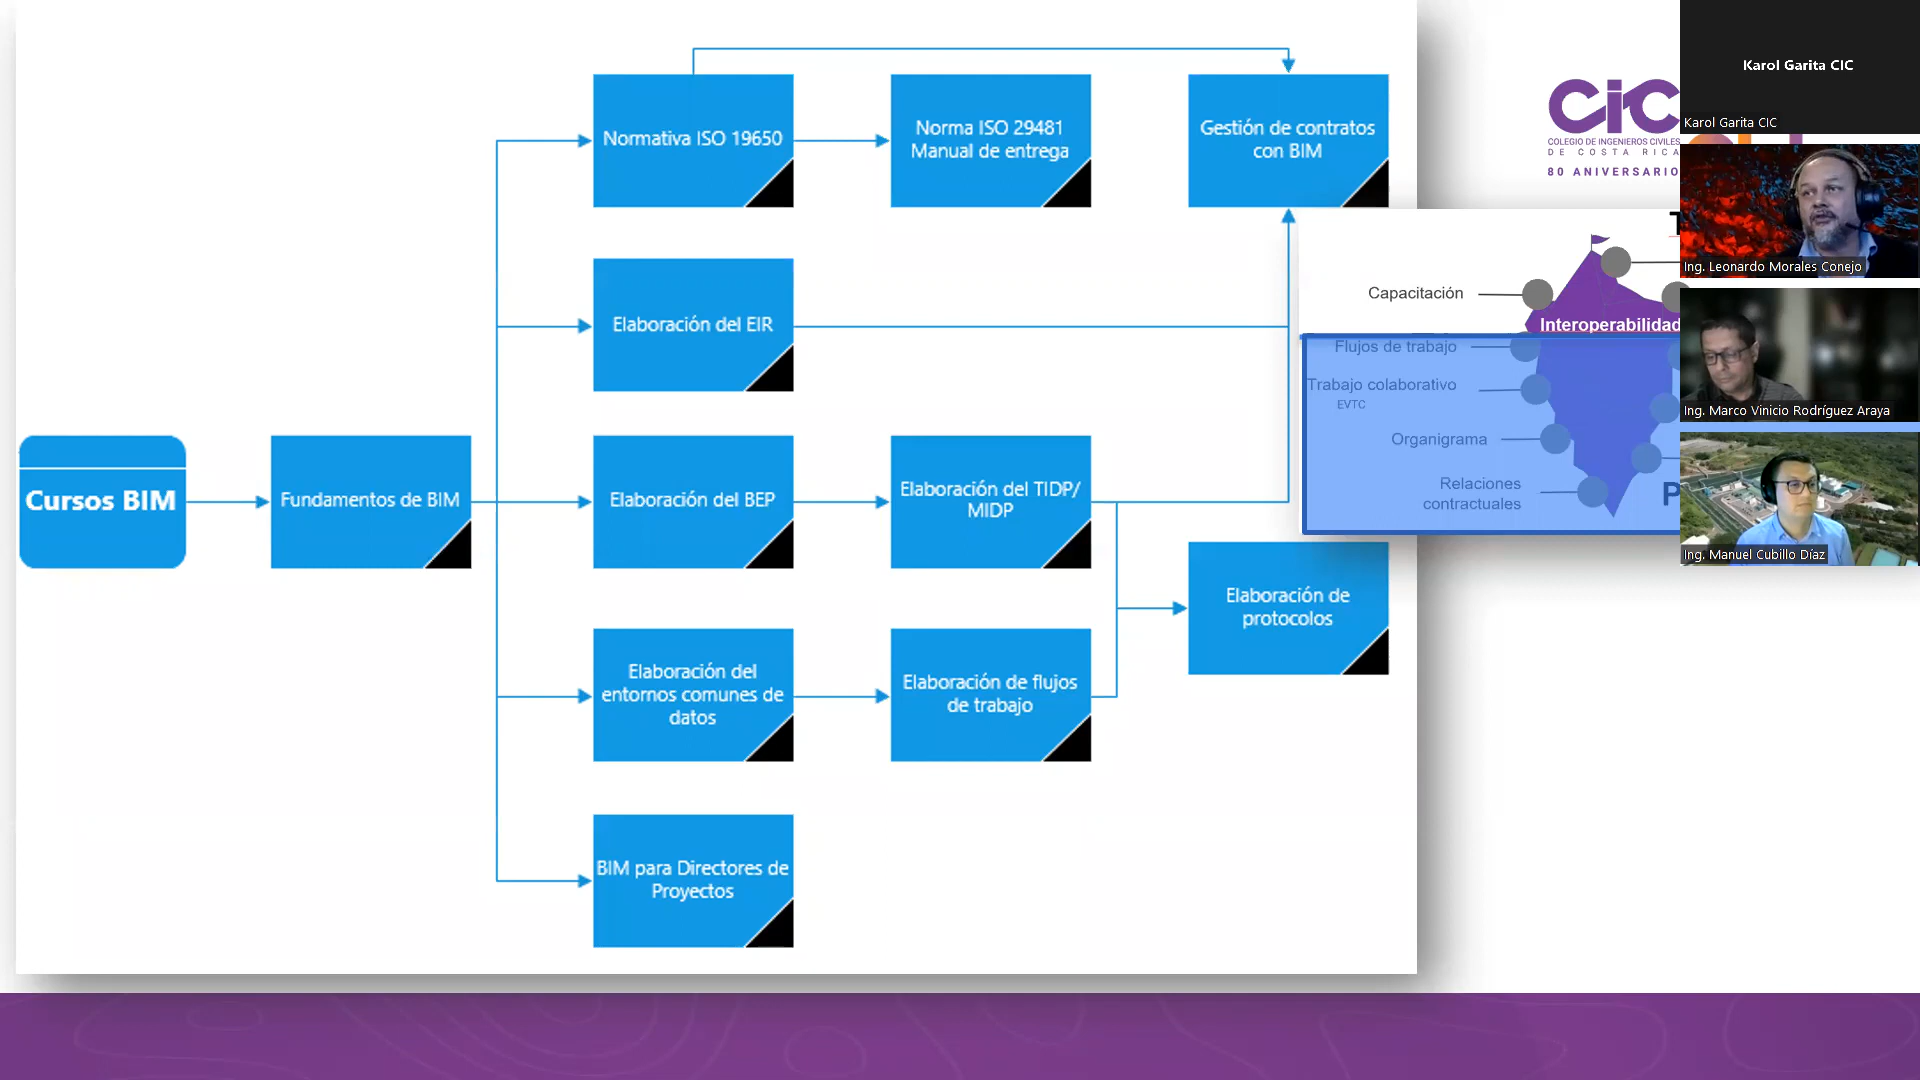 Cursos BIM
Fundamentos de BIM
Normativa ISO 19650
Norma ISO 29481
Manual de entrega
Gestión de contratos
con BIM
Elaboración del EIR
Elaboración del BEP
Elaboración del TIDP/
MIDP
Elaboración de
protocolos
Elaboración del
entornos comunes de
datos
Elaboración de flujos
de trabajo
BIM para Directores de
Proyectos
CIC
COLEGIO DE INGENIEROS CIVILES
DE COSTA RICA
80 ANIVERSARIO
Capacitación
Interoperabilidad
Flujos de trabajo
Trabajo colaborativo
EVTC
Organigrama
Relaciones
contractuales
Karol Garita CIC
Karol Garita CIC
Ing. Leonardo Morales Conejo
Ing. Marco Vinicio Rodríguez Araya
Ing. Manuel Cubillo Díaz